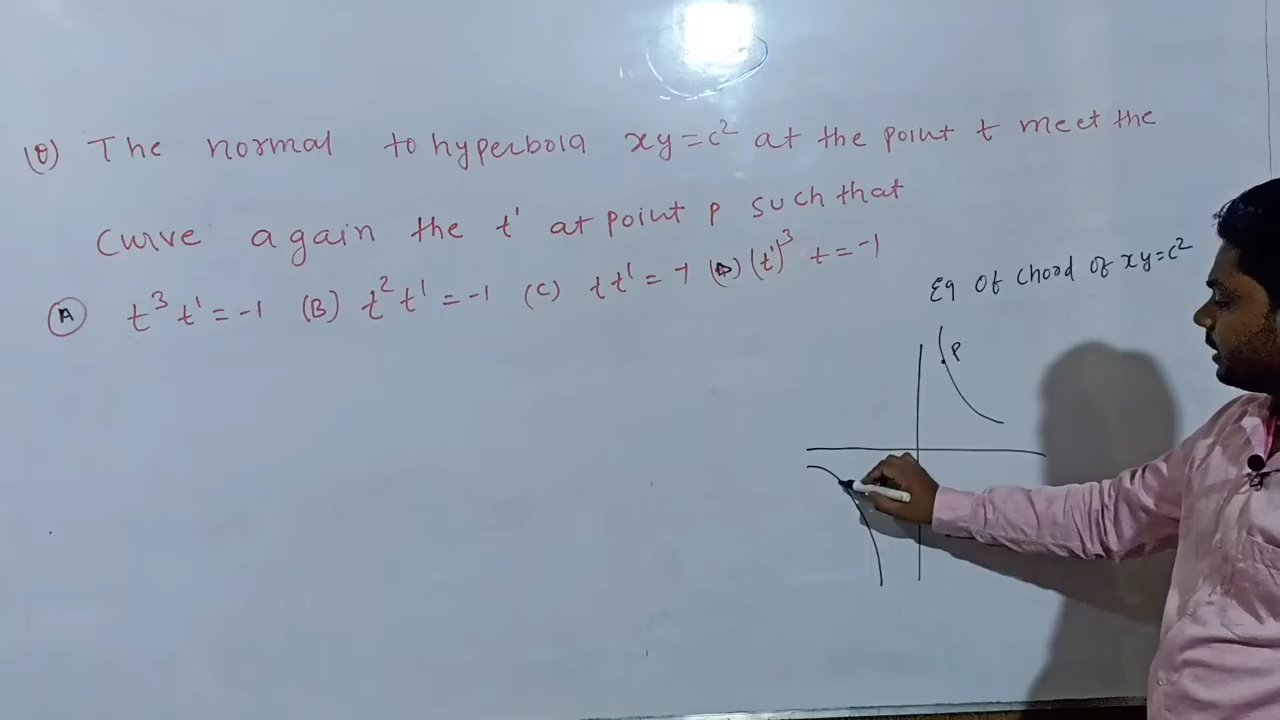 (Q) The normal to hyperbola xy=c² at the point t meet the
curve again the t' at point P such that
(A) t³t' = -1 (B) t²t' = -1 (C) tt' = -1 (D) (t')³ t = -1
Eq of chord of xy=c²
P